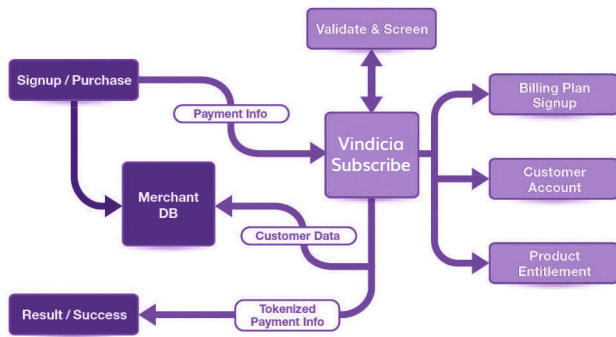 Validate & Screen
Signup / Purchase
Payment Info
Billing Plan
Signup
Vindicia
Subscribe
Customer
Account
Merchant
DB
Customer Data
Product
Entitlement
Result / Success
Tokenized
Payment Info